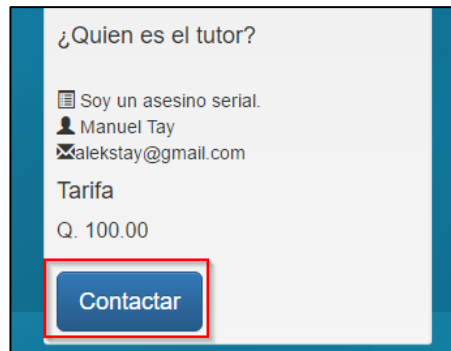 ¿Quien es el tutor?
Soy un asesino serial.
Manuel Tay
alekstay@gmail.com
Tarifa
Q. 100.00
Contactar